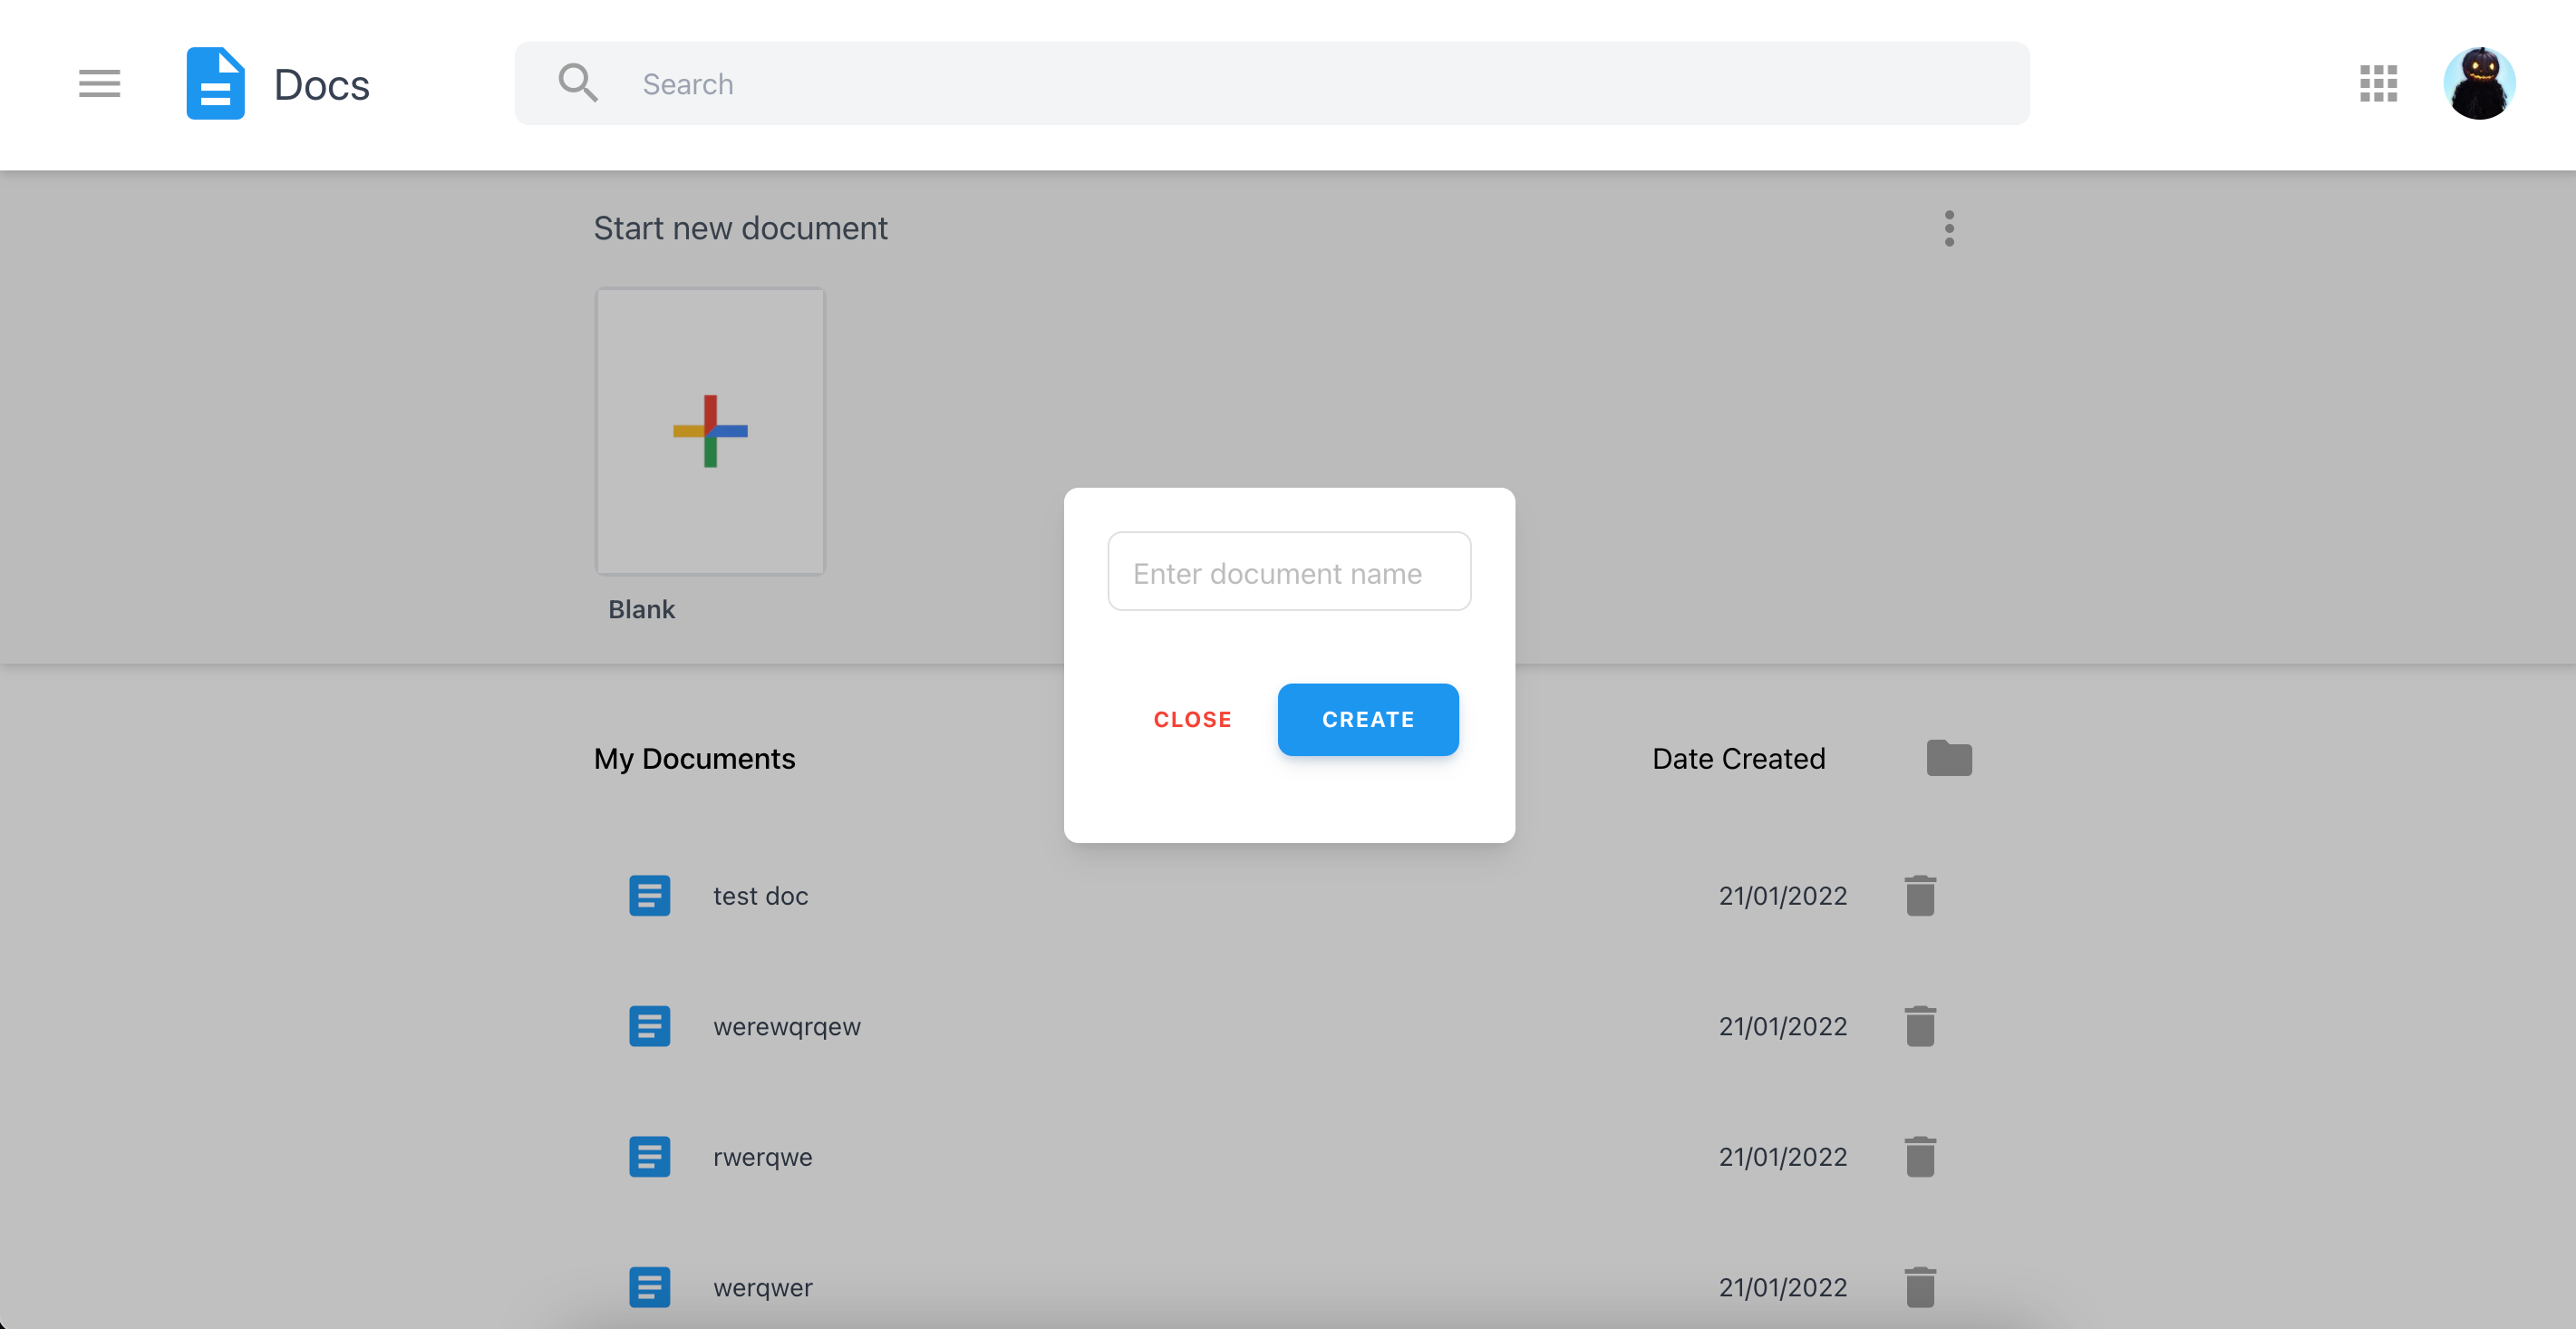 Docs
Search
Start new document
Blank
Enter document name
CLOSE CREATE
My Documents Date Created
test doc 21/01/2022
werewqrqew 21/01/2022
rwerqwe 21/01/2022
werqwer 21/01/2022